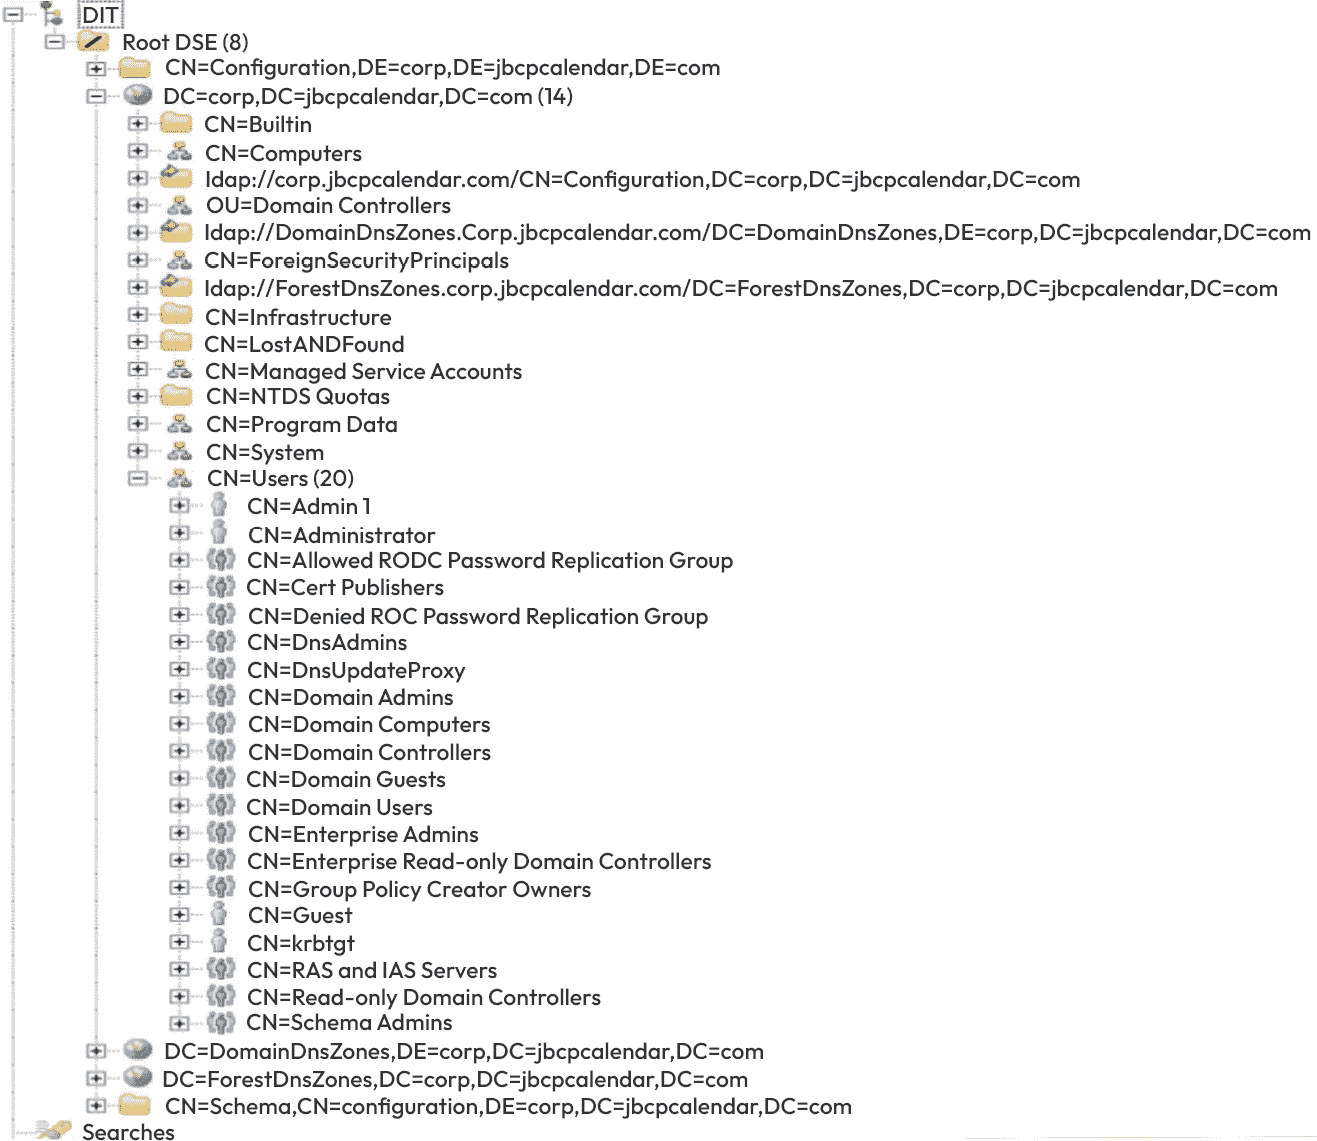 DIT
Root DSE (8)
CN=Configuration,DE=corp,DE=jbcpcalendar,DE=com
DC=corp,DC=jbcpcalendar,DC=com (14)
CN=Builtin
CN=Computers
ldap://corp.jbcpcalendar.com/CN=Configuration,DC=corp,DC=jbcpcalendar,DC=com
OU=Domain Controllers
ldap://DomainDnsZones.Corp.jbcpcalendar.com/DC=DomainDnsZones,DE=corp,DC=jbcpcalendar,DC=com
CN=ForeignSecurityPrincipals
ldap://ForestDnsZones.corp.jbcpcalendar.com/DC=ForestDnsZones,DC=corp,DC=jbcpcalendar,DC=com
CN=Infrastructure
CN=LostANDFound
CN=Managed Service Accounts
CN=NTDS Quotas
CN=Program Data
CN=System
CN=Users (20)
CN=Admin 1
CN=Administrator
CN=Allowed RODC Password Replication Group
CN=Cert Publishers
CN=Denied ROC Password Replication Group
CN=DnsAdmins
CN=DnsUpdateProxy
CN=Domain Admins
CN=Domain Computers
CN=Domain Controllers
CN=Domain Guests
CN=Domain Users
CN=Enterprise Admins
CN=Enterprise Read-only Domain Controllers
CN=Group Policy Creator Owners
CN=Guest
CN=krbtgt
CN=RAS and IAS Servers
CN=Read-only Domain Controllers
CN=Schema Admins
DC=DomainDnsZones,DE=corp,DC=jbcpcalendar,DC=com
DC=ForestDnsZones,DC=corp,DC=jbcpcalendar,DC=com
CN=Schema,CN=configuration,DE=corp,DC=jbcpcalendar,DC=com
Searches